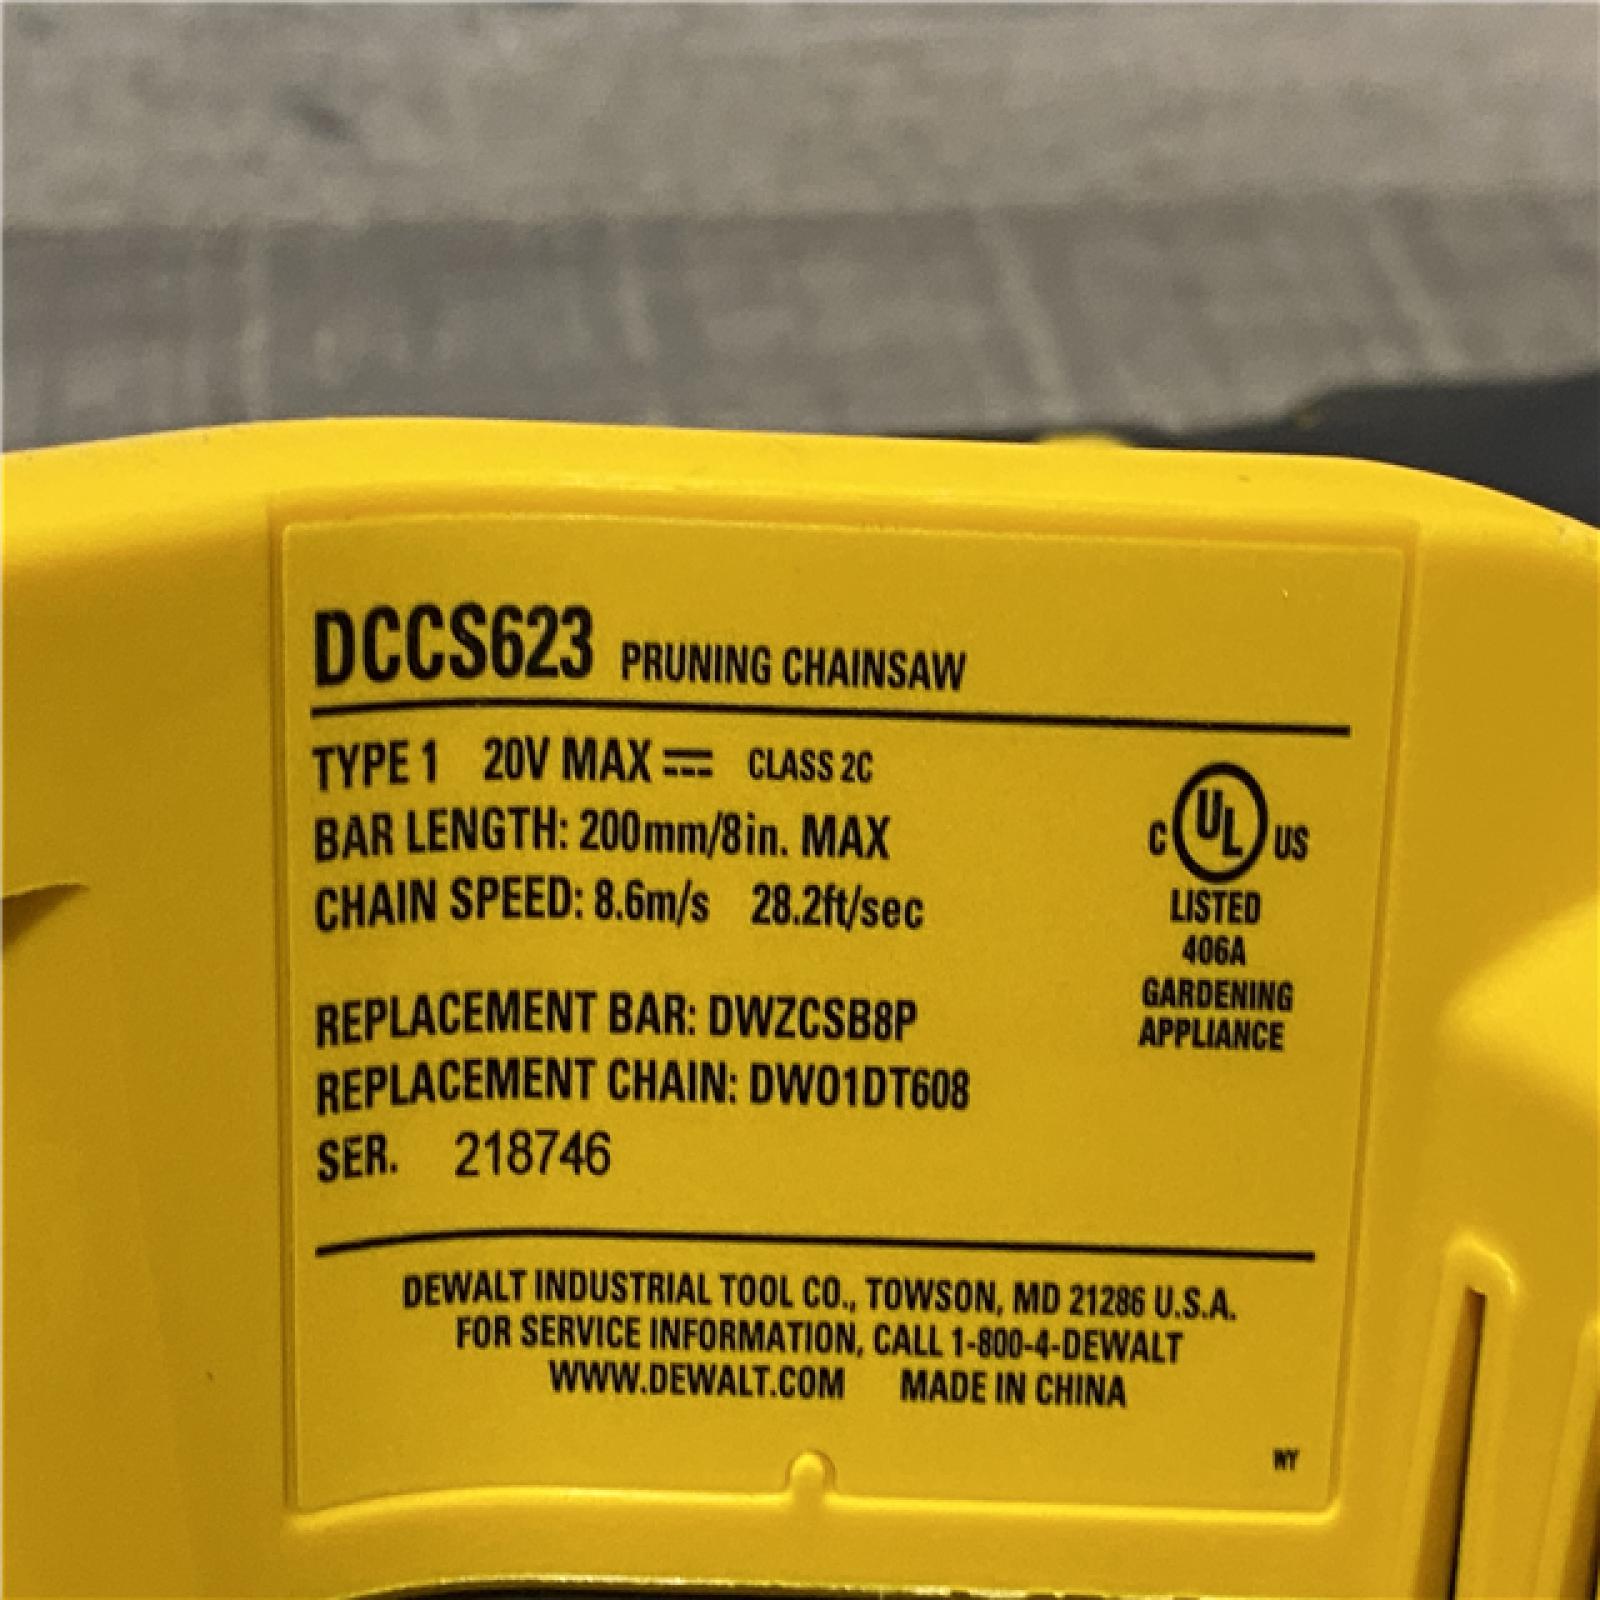 DCCS623 PRUNING CHAINSAW
TYPE 1 20V MAX ⎓ CLASS 2C
BAR LENGTH: 200mm/8in. MAX
CHAIN SPEED: 8.6m/s 28.2ft/sec
C UL US
LISTED
406A
GARDENING
APPLIANCE
REPLACEMENT BAR: DWZCSB8P
REPLACEMENT CHAIN: DWO1DT608
SER. 218746
DEWALT INDUSTRIAL TOOL CO., TOWSON, MD 21286 U.S.A.
FOR SERVICE INFORMATION, CALL 1-800-4-DEWALT
WWW.DEWALT.COM MADE IN CHINA
WY